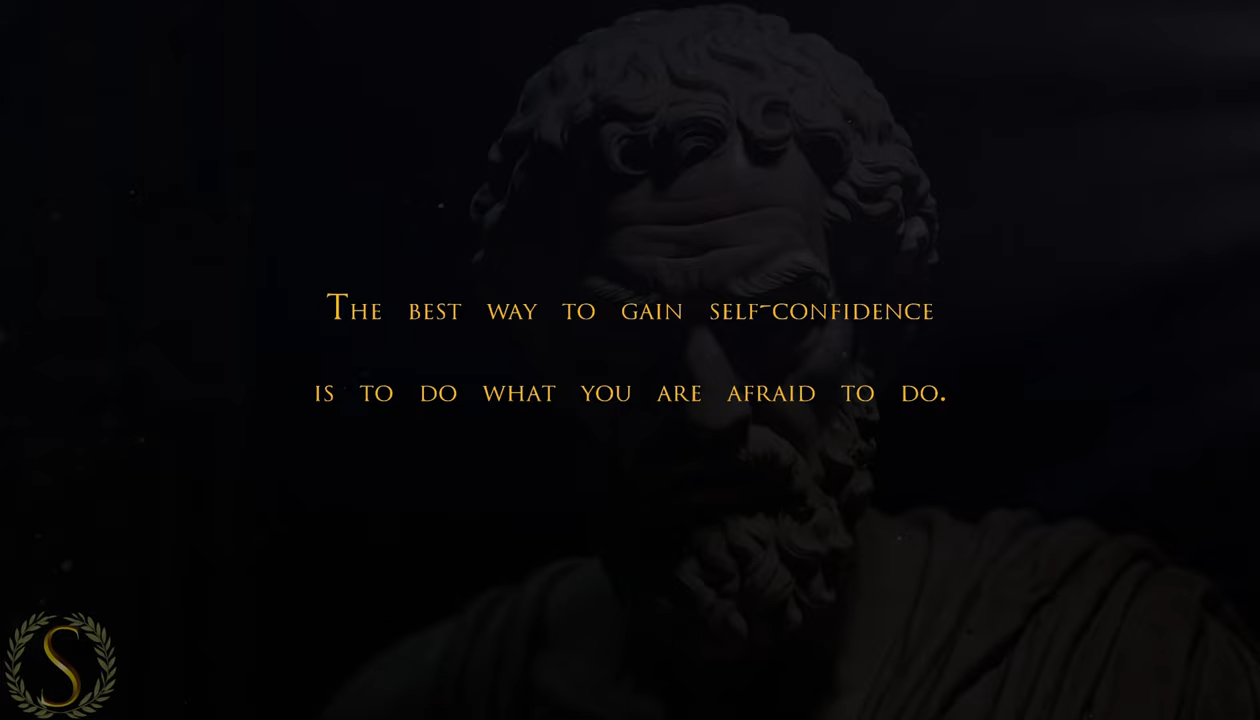 The best way to gain self-confidence
is to do what you are afraid to do.
S